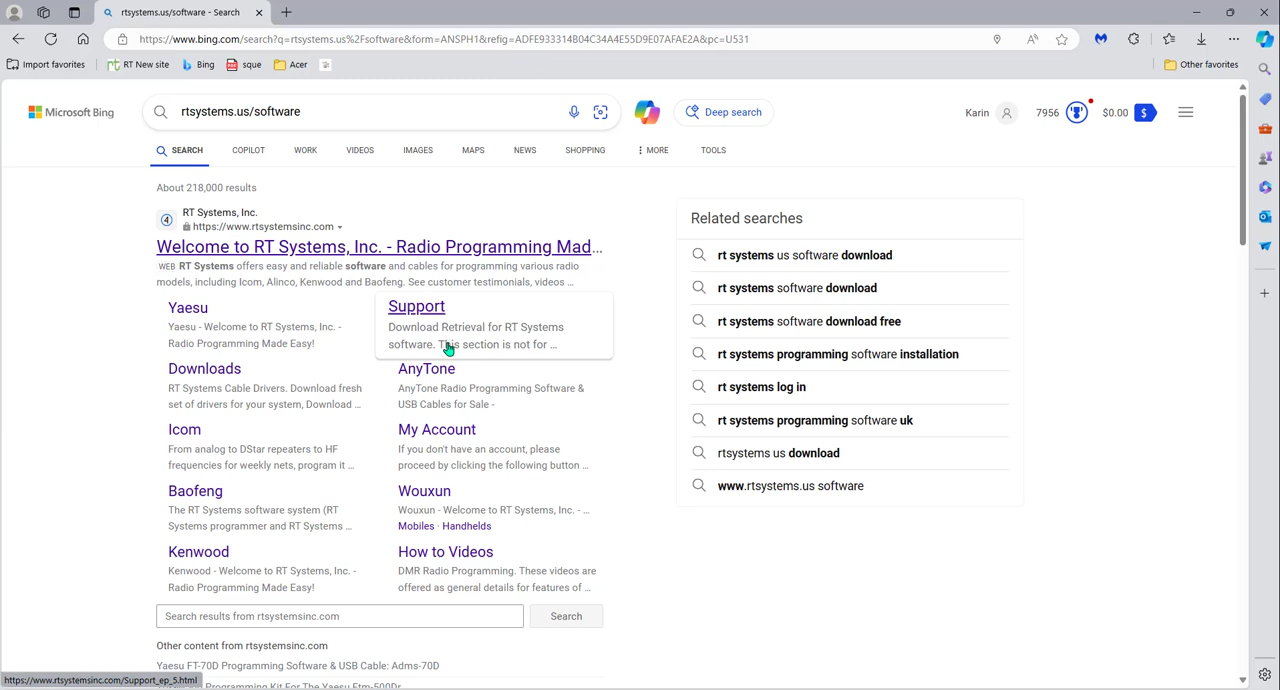 rtsystems.us/software - Search
https://www.bing.com/search?q=rtsystems.us%2Fsoftware&form=ANSPH1&refig=ADFE933314B04C34A4E55D9E07AFAE2A&pc=U531
Import favorites
RT New site
Bing
sque
Acer
Other favorites
Microsoft Bing
rtsystems.us/software
Deep search
Karin
7956
$0.00
SEARCH
COPILOT
WORK
VIDEOS
IMAGES
MAPS
NEWS
SHOPPING
MORE
TOOLS
About 218,000 results
RT Systems, Inc.
https://www.rtsystemsinc.com
Welcome to RT Systems, Inc. - Radio Programming Mad...
WEB RT Systems offers easy and reliable software and cables for programming various radio
models, including Icom, Alinco, Kenwood and Baofeng. See customer testimonials, videos ...
Yaesu
Yaesu - Welcome to RT Systems, Inc. -
Radio Programming Made Easy!
Support
Download Retrieval for RT Systems
software. This section is not for ...
Downloads
RT Systems Cable Drivers. Download fresh
set of drivers for your system, Download ...
AnyTone
AnyTone Radio Programming Software &
USB Cables for Sale -
Icom
From analog to DStar repeaters to HF
frequencies for weekly nets, program it ...
My Account
If you don't have an account, please
proceed by clicking the following button ...
Baofeng
The RT Systems software system (RT
Systems programmer and RT Systems ...
Wouxun
Wouxun - Welcome to RT Systems, Inc. - ...
Mobiles · Handhelds
Kenwood
Kenwood - Welcome to RT Systems, Inc. -
Radio Programming Made Easy!
How to Videos
DMR Radio Programming. These videos are
offered as general details for features of ...
Search results from rtsystemsinc.com
Search
Other content from rtsystemsinc.com
Yaesu FT-70D Programming Software & USB Cable: Adms-70D
Programming Kit For The Yaesu Ftm-500Dr
Related searches
rt systems us software download
rt systems software download
rt systems software download free
rt systems programming software installation
rt systems log in
rt systems programming software uk
rtsystems us download
www.rtsystems.us software
https://www.rtsystemsinc.com/Support_ep_5.html